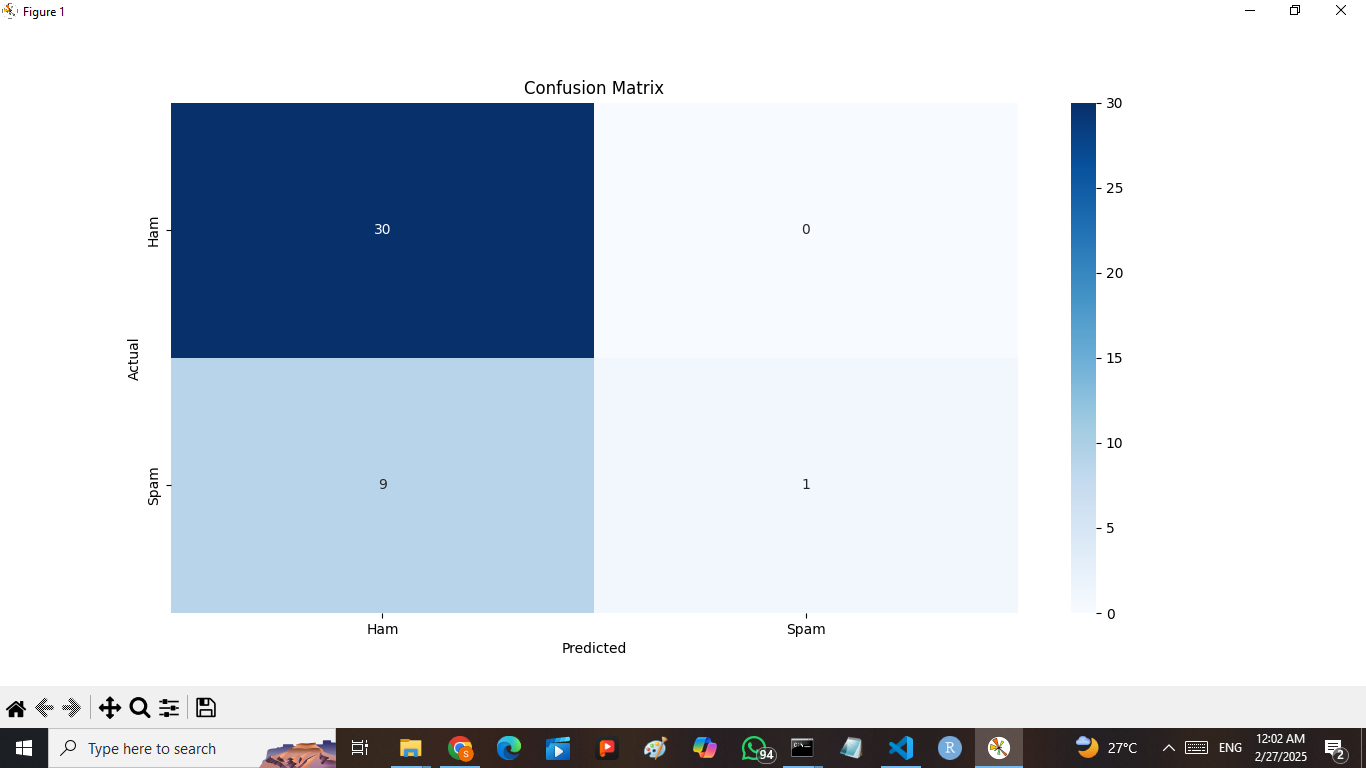 Figure 1
Confusion Matrix
30
0
9
1
Ham
Spam
Actual
Ham
Spam
Predicted
30
25
20
15
10
5
0
Type here to search
94
27°C
ENG
12:02 AM
2/27/2025
2
S
R